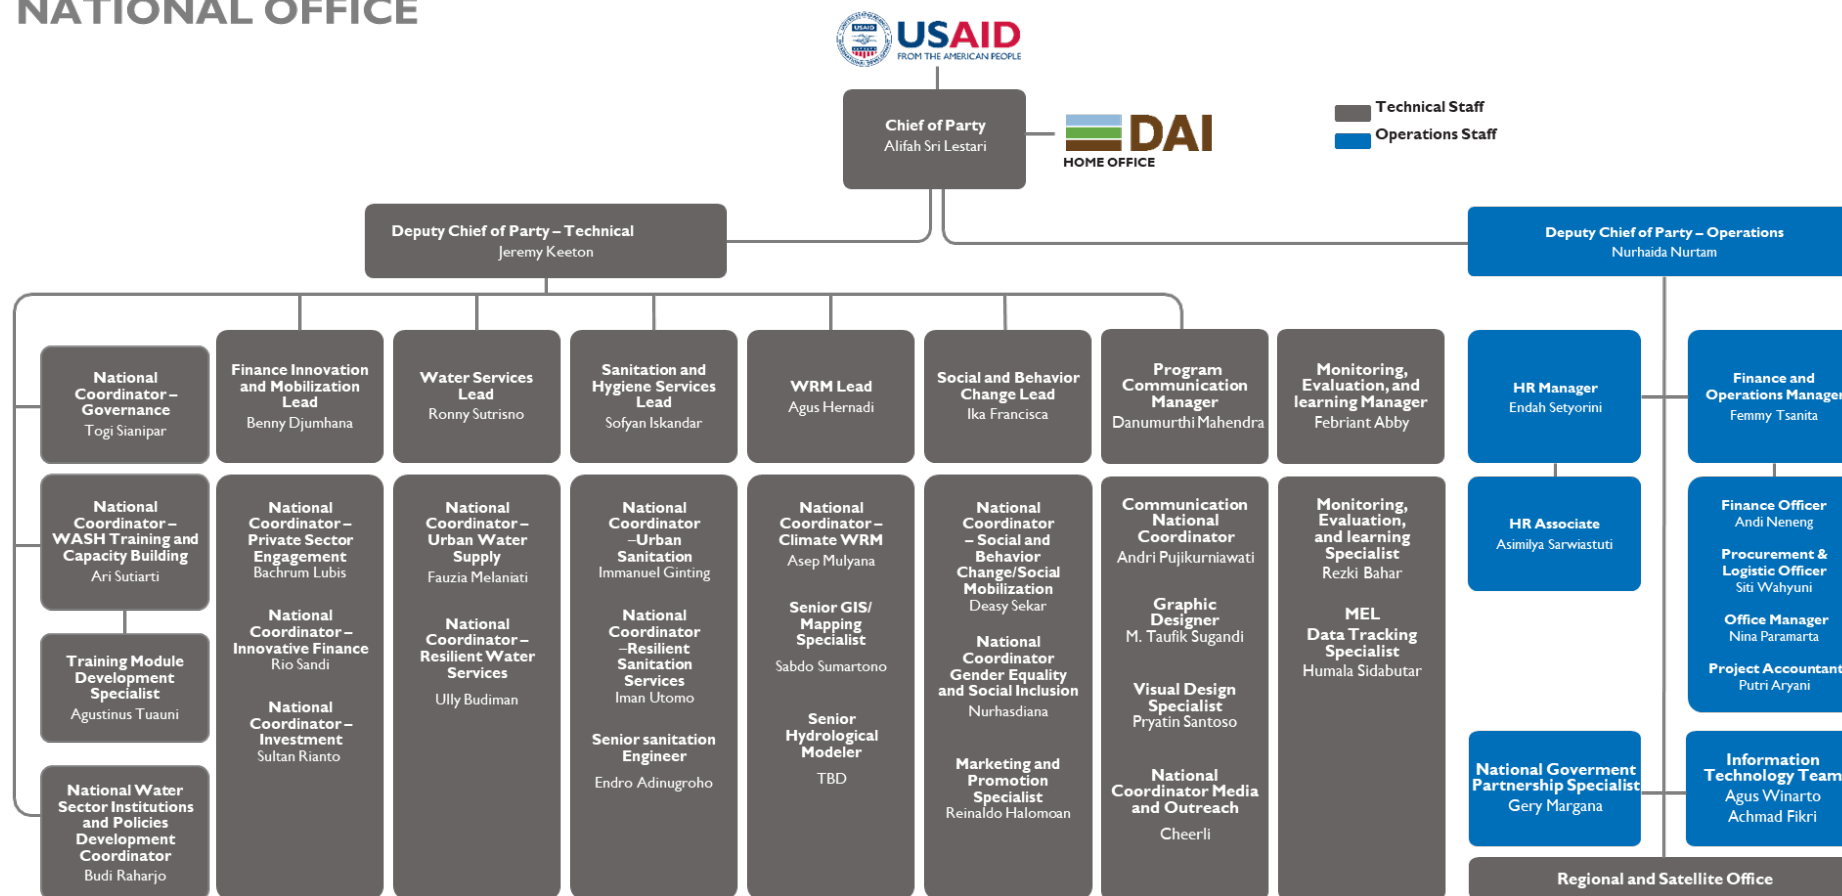 NATIONAL OFFICE
USAID
FROM THE AMERICAN PEOPLE
Chief of Party
Alifah Sri Lestari
DAI
HOME OFFICE
Technical Staff
Operations Staff
Deputy Chief of Party – Technical
Jeremy Keeton
Deputy Chief of Party – Operations
Nurhaida Nurtam
National
Coordinator –
Governance
Togi Sianipar
Finance Innovation
and Mobilization
Lead
Benny Djumhana
Water Services
Lead
Ronny Sutrisno
Sanitation and
Hygiene Services
Lead
Sofyan Iskandar
WRM Lead
Agus Hernadi
Social and Behavior
Change Lead
Ika Francisca
Program
Communication
Manager
Danumurthi Mahendra
Monitoring,
Evaluation, and
learning Manager
Febriant Abby
HR Manager
Endah Setyorini
Finance and
Operations Manager
Femmy Tsanita
National
Coordinator –
WASH Training and
Capacity Building
Ari Sutiarti
Training Module
Development
Specialist
Agustinus Tuauni
National Water
Sector Institutions
and Policies
Development
Coordinator
Budi Raharjo
National
Coordinator –
Private Sector
Engagement
Bachrum Lubis
National
Coordinator –
Innovative Finance
Rio Sandi
National
Coordinator –
Investment
Sultan Rianto
National
Coordinator –
Urban Water
Supply
Fauzia Melaniati
National
Coordinator –
Resilient Water
Services
Ully Budiman
National
Coordinator
–Urban
Sanitation
Immanuel Ginting
National
Coordinator
–Resilient
Sanitation
Services
Iman Utomo
Senior sanitation
Engineer
Endro Adinugroho
National
Coordinator –
Climate WRM
Asep Mulyana
Senior GIS/
Mapping
Specialist
Sabdo Sumartono
Senior
Hydrological
Modeler
TBD
National
Coordinator
– Social and
Behavior
Change/Social
Mobilization
Deasy Sekar
National
Coordinator
Gender Equality
and Social Inclusion
Nurhasdiana
Marketing and
Promotion
Specialist
Reinaldo Halomoan
Communication
National
Coordinator
Andri Pujikurniawati
Graphic
Designer
M. Taufik Sugandi
Visual Design
Specialist
Pryatin Santoso
National
Coordinator Media
and Outreach
Cheerli
Monitoring,
Evaluation,
and learning
Specialist
Rezki Bahar
MEL
Data Tracking
Specialist
Humala Sidabutar
HR Associate
Asimilya Sarwiastuti
Finance Officer
Andi Neneng
Procurement &
Logistic Officer
Siti Wahyuni
Office Manager
Nina Paramarta
Project Accountant
Putri Aryani
National Goverment
Partnership Specialist
Gery Margana
Information
Technology Team
Agus Winarto
Achmad Fikri
Regional and Satellite Office